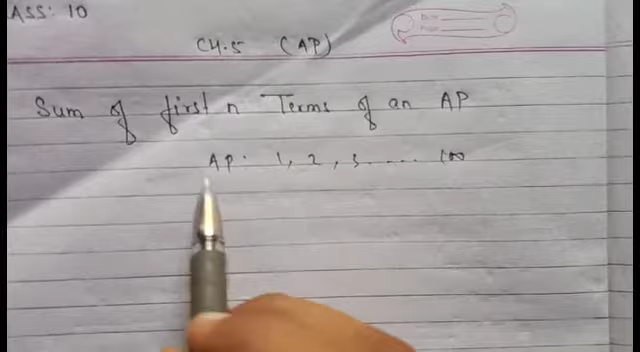 ASS: 10
CH.5 (AP)
Sum of first n Terms of an AP
AP: 1, 2, 3..... 100